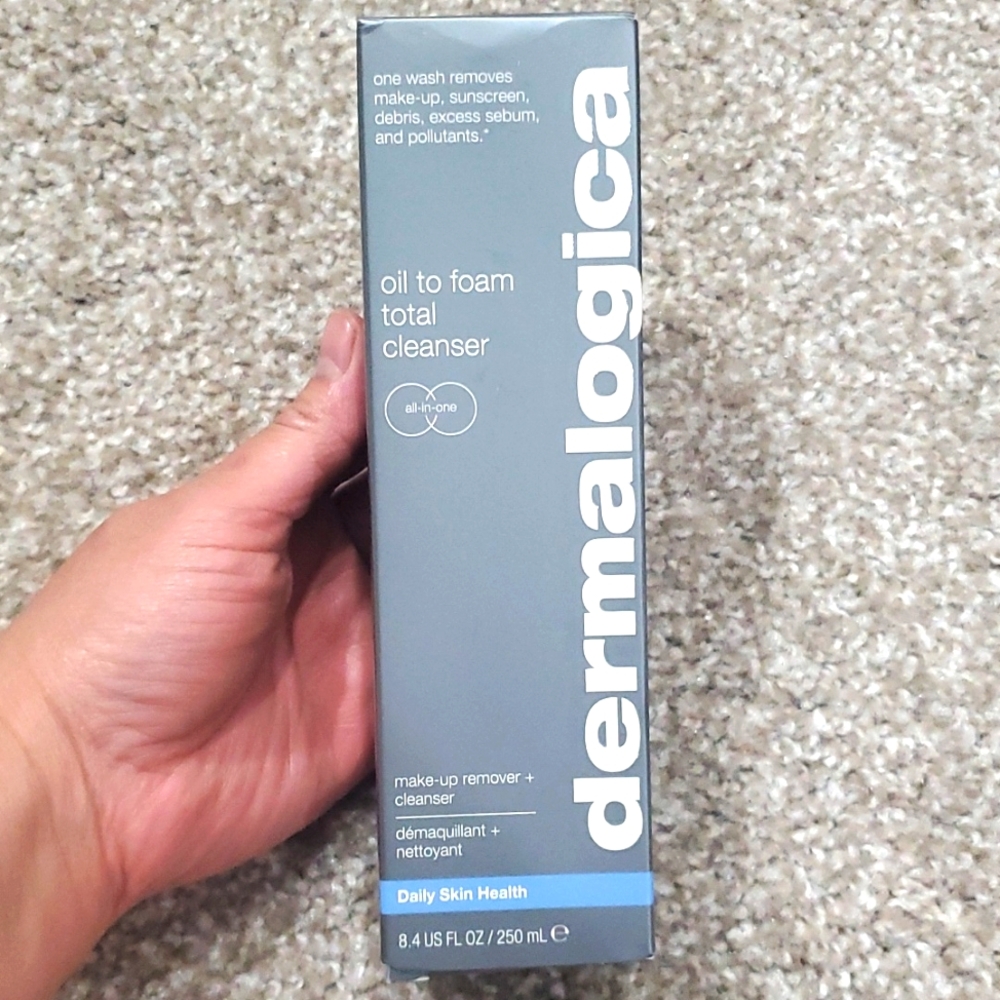 one wash removes
make-up, sunscreen,
debris, excess sebum,
and pollutants.*
oil to foam
total
cleanser
all-in-one
dermalogica
make-up remover +
cleanser
démaquillant +
nettoyant
Daily Skin Health
8.4 US FL OZ / 250 mL ℮